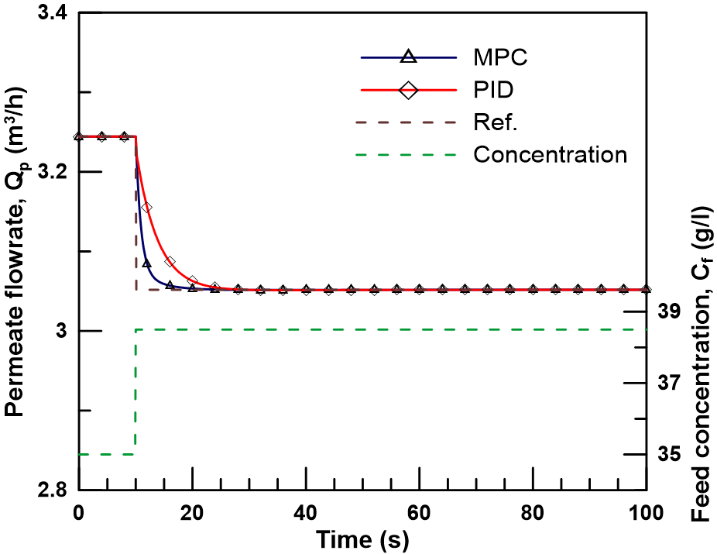 3.4
3.2
3
2.8
Permeate flowrate, Qp (m³/h)
MPC
PID
Ref.
Concentration
39
37
35
Feed concentration, Cf (g/l)
0 20 40 60 80 100
Time (s)